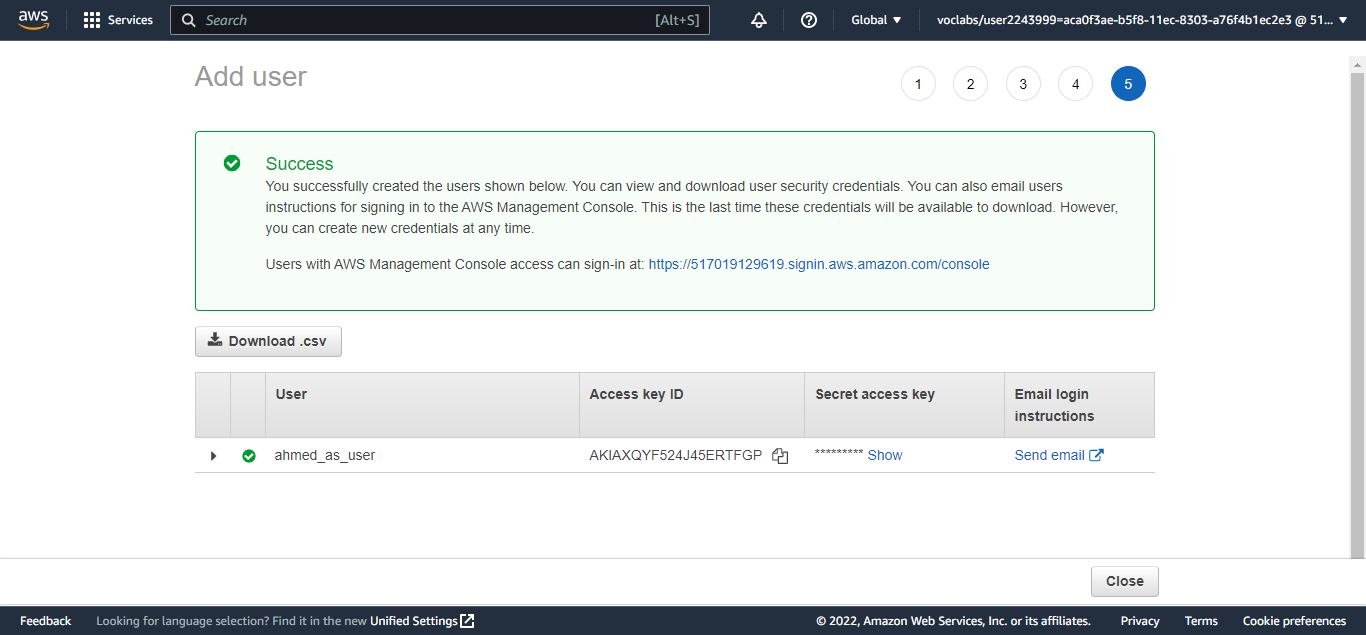 aws
Services
Search
[Alt+S]
Global
voclabs/user2243999=aca0f3ae-b5f8-11ec-8303-a76f4b1ec2e3 @ 51...
Add user
1
2
3
4
5
Success
You successfully created the users shown below. You can view and download user security credentials. You can also email users
instructions for signing in to the AWS Management Console. This is the last time these credentials will be available to download. However,
you can create new credentials at any time.
Users with AWS Management Console access can sign-in at: https://517019129619.signin.aws.amazon.com/console
Download .csv
User
Access key ID
Secret access key
Email login
instructions
ahmed_as_user
AKIAXQYF524J45ERTFGP
********* Show
Send email
Close
Feedback
Looking for language selection? Find it in the new Unified Settings
© 2022, Amazon Web Services, Inc. or its affiliates.
Privacy
Terms
Cookie preferences